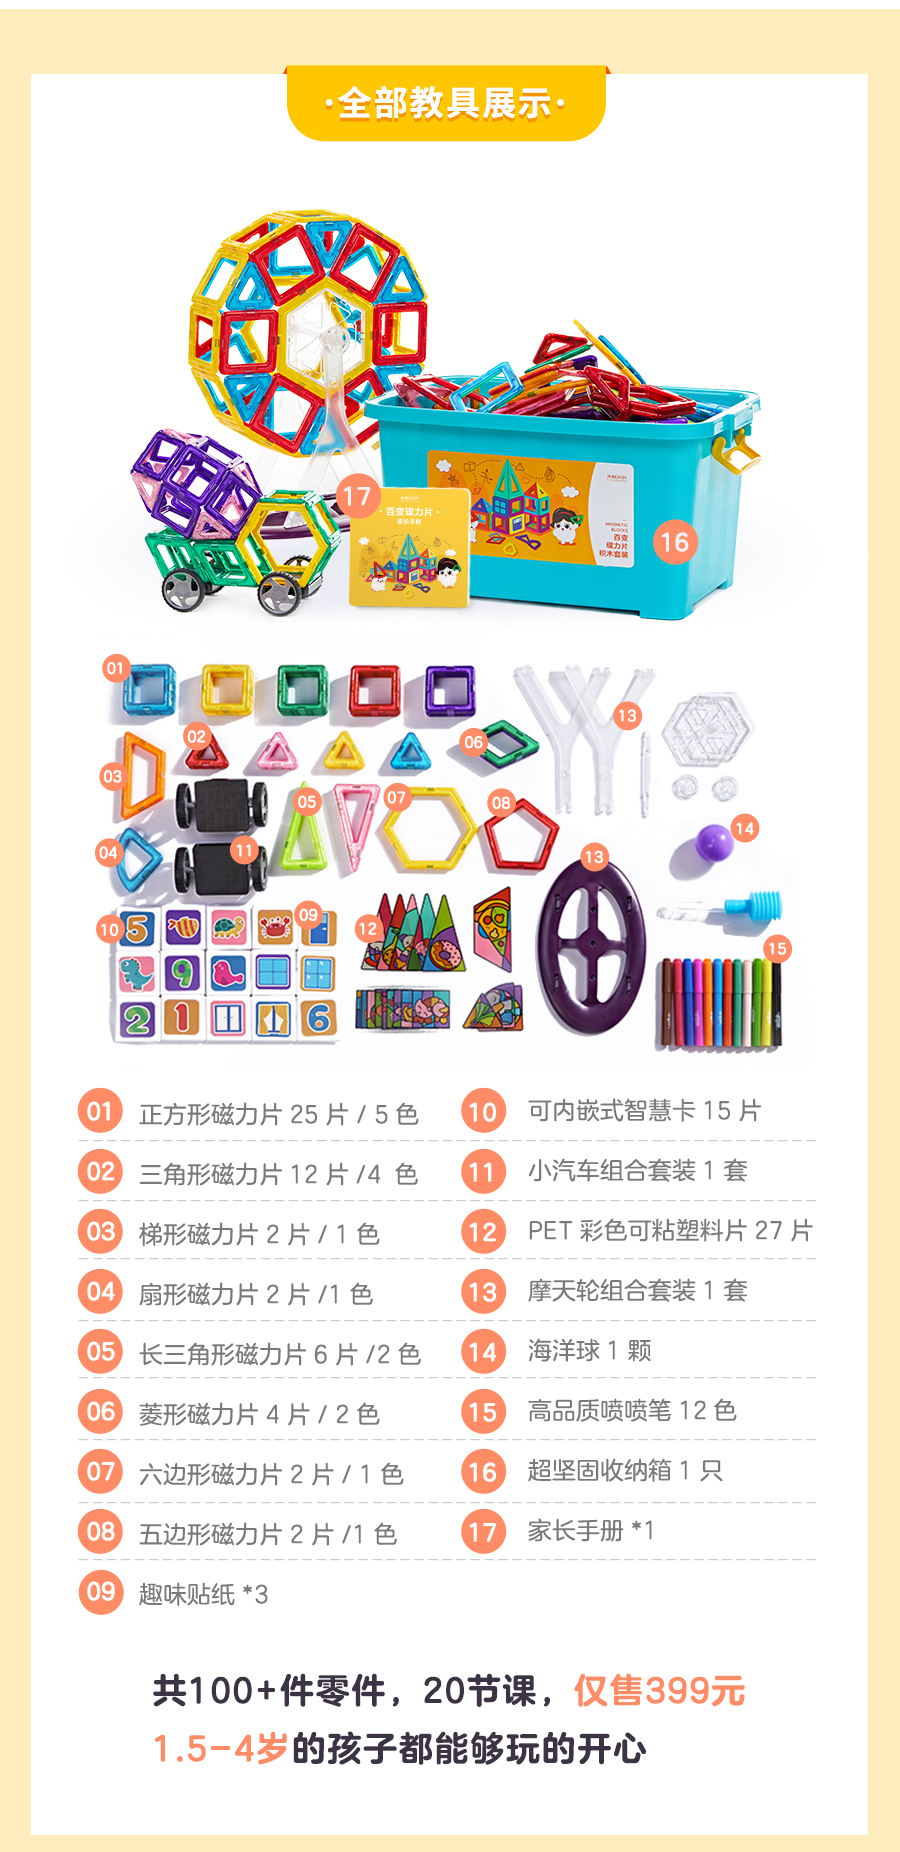 ·全部教具展示·
17
百变磁力片
家长手册
MAGNETIC
BLOCKS
百变
磁力片
积木套装
16
01
02
13
06
03
05
07
08
14
04
11
13
10
09
12
15
5
9
2
1
6
01 正方形磁力片 25 片 / 5 色
10 可内嵌式智慧卡 15 片
02 三角形磁力片 12 片 /4 色
11 小汽车组合套装 1 套
03 梯形磁力片 2 片 / 1 色
12 PET 彩色可粘塑料片 27 片
04 扇形磁力片 2 片 /1 色
13 摩天轮组合套装 1 套
05 长三角形磁力片 6 片 /2 色
14 海洋球 1 颗
06 菱形磁力片 4 片 / 2 色
15 高品质喷喷笔 12 色
07 六边形磁力片 2 片 / 1 色
16 超坚固收纳箱 1 只
08 五边形磁力片 2 片 /1 色
17 家长手册 *1
09 趣味贴纸 *3
共100+件零件，20节课，仅售399元
1.5-4岁的孩子都能够玩的开心